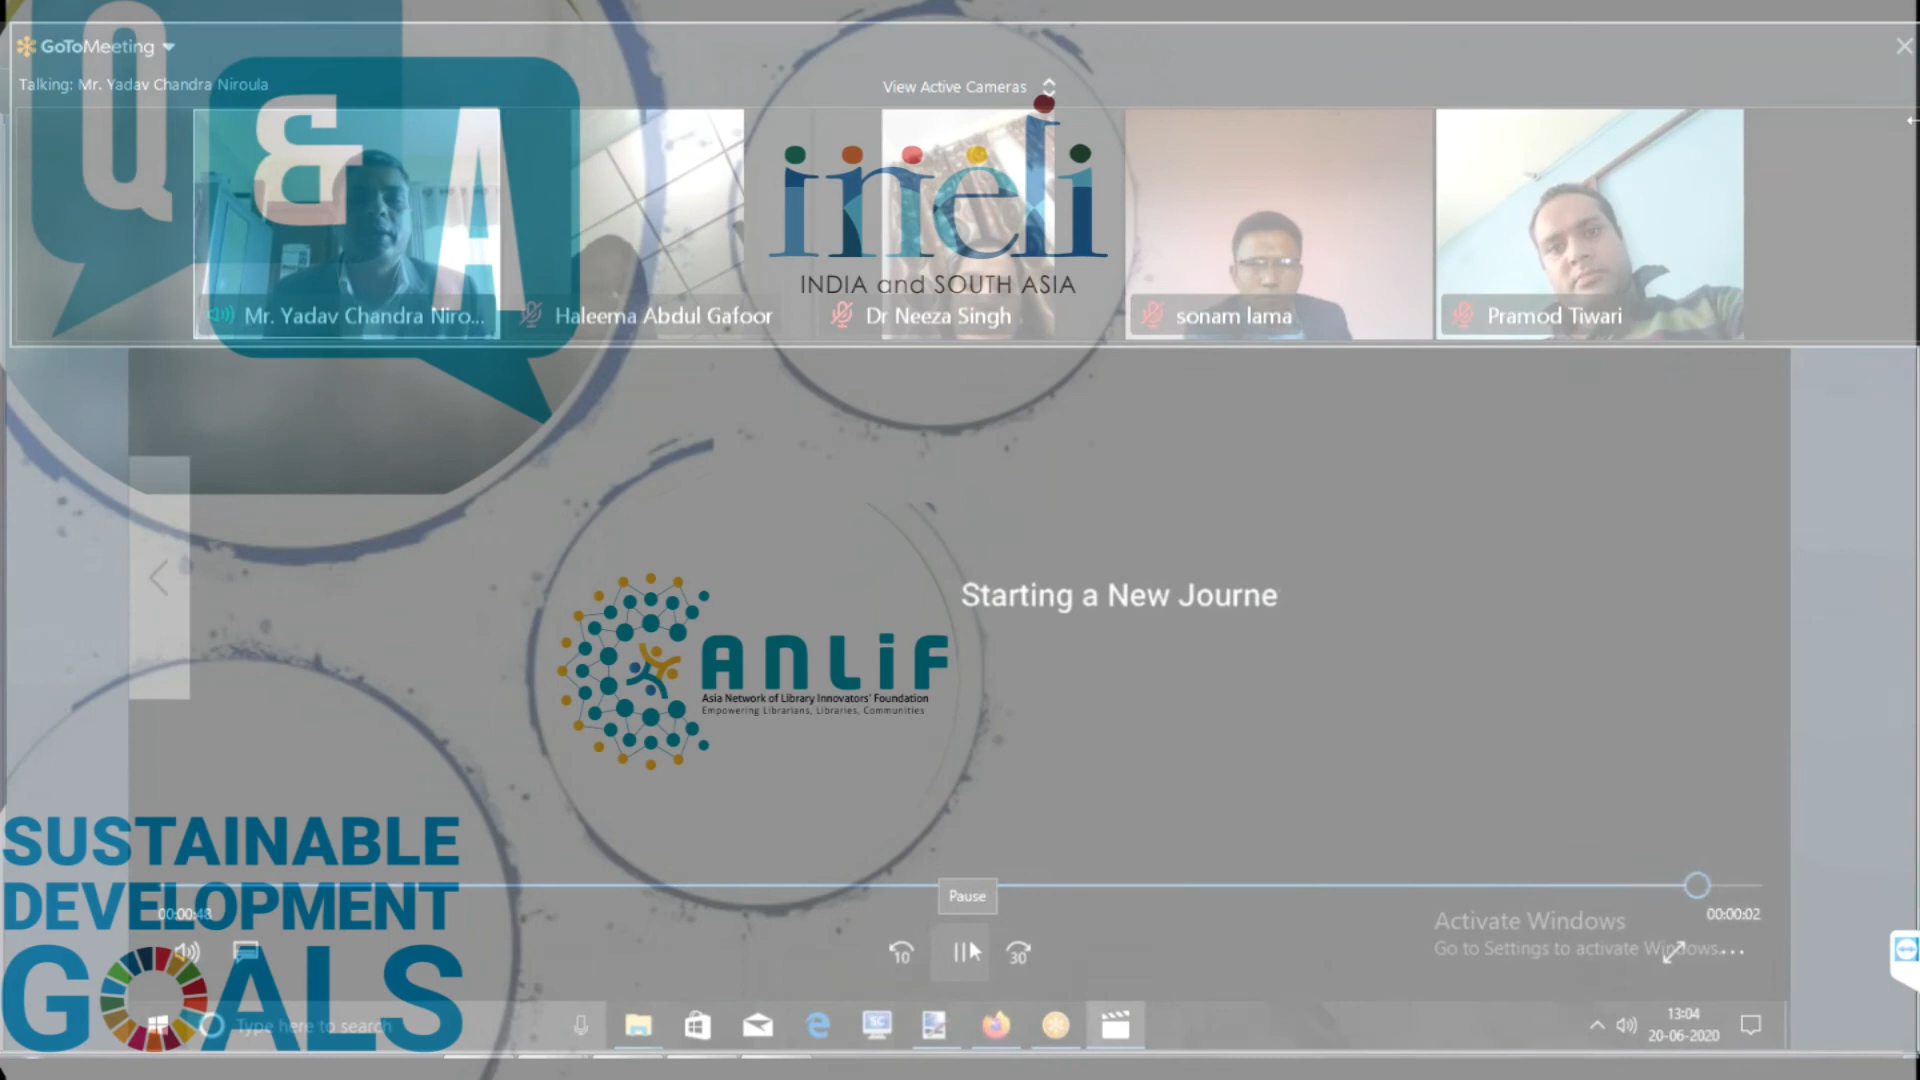 GoToMeeting
Talking: Mr. Yadav Chandra Niroula
View Active Cameras
Q & A
ineli
INDIA and SOUTH ASIA
Mr. Yadav Chandra Niro...
Haleema Abdul Gafoor
Dr Neeza Singh
sonam lama
Pramod Tiwari
Starting a New Journe
ANLiF
Asia Network of Library Innovators' Foundation
Empowering Librarians, Libraries, Communities
SUSTAINABLE
DEVELOPMENT
GOALS
00:00:48
Pause
00:00:02
10
30
Activate Windows
Go to Settings to activate Windows.
Type here to search
SC
13:04
20-06-2020